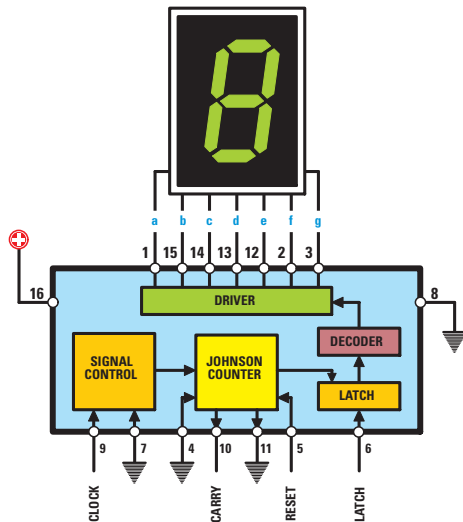 a b c d e f g
1 15 14 13 12 2 3
16 8
DRIVER
DECODER
SIGNAL
CONTROL
JOHNSON
COUNTER
LATCH
9 7 4 10 11 5 6
CLOCK
CARRY
RESET
LATCH